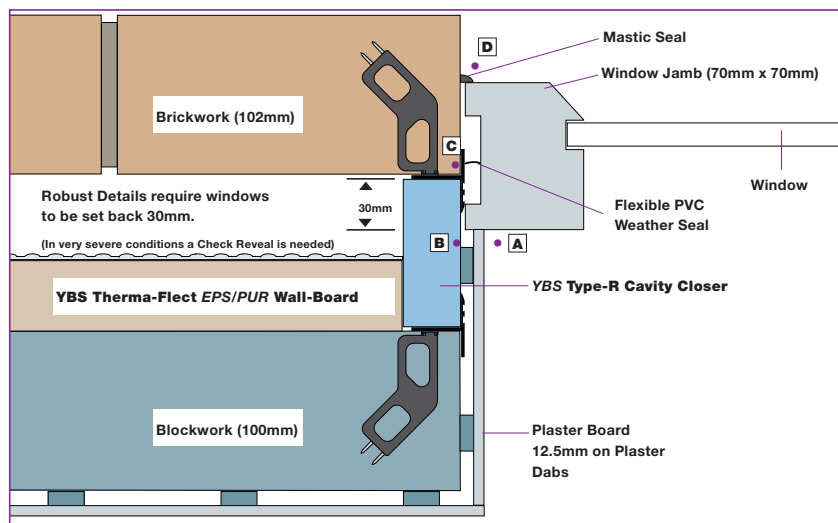 D
Mastic Seal
Window Jamb (70mm x 70mm)
Brickwork (102mm)
C
Window
Robust Details require windows
to be set back 30mm.
30mm
Flexible PVC
Weather Seal
(In very severe conditions a Check Reveal is needed)
B
A
YBS Therma-Flect EPS/PUR Wall-Board
YBS Type-R Cavity Closer
Blockwork (100mm)
Plaster Board
12.5mm on Plaster
Dabs